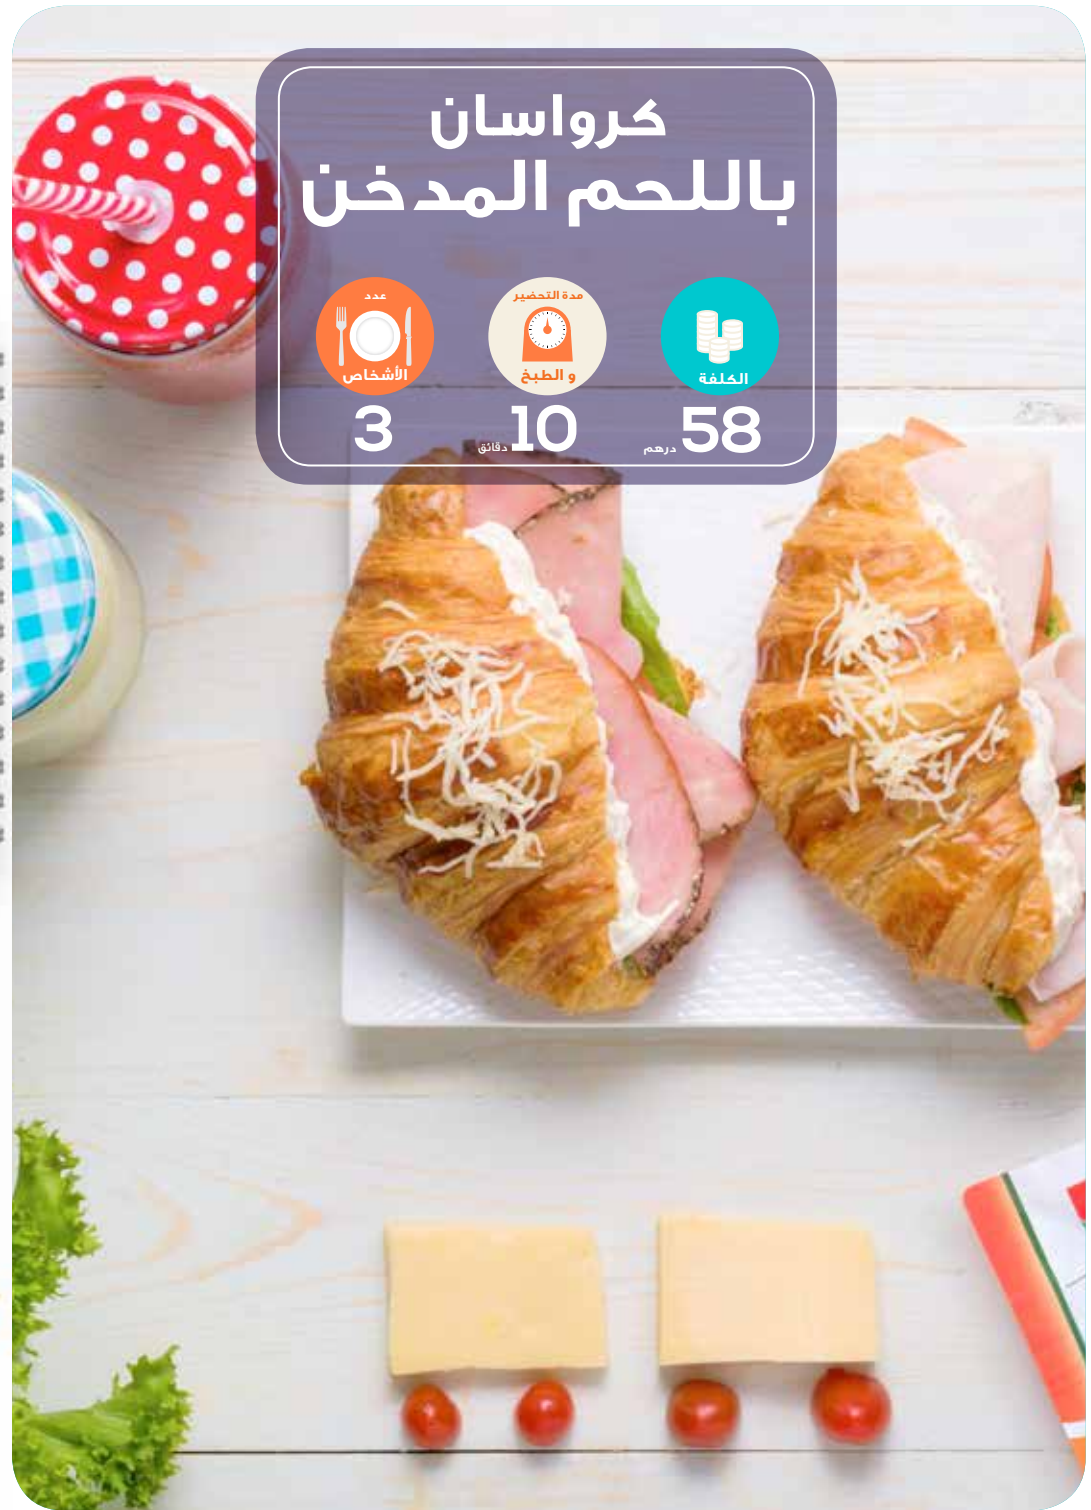 كرواسان
باللحم المدخن
الكلفة
58 درهم
مدة التحضير
و الطبخ
10 دقائق
عدد
الأشخاص
3